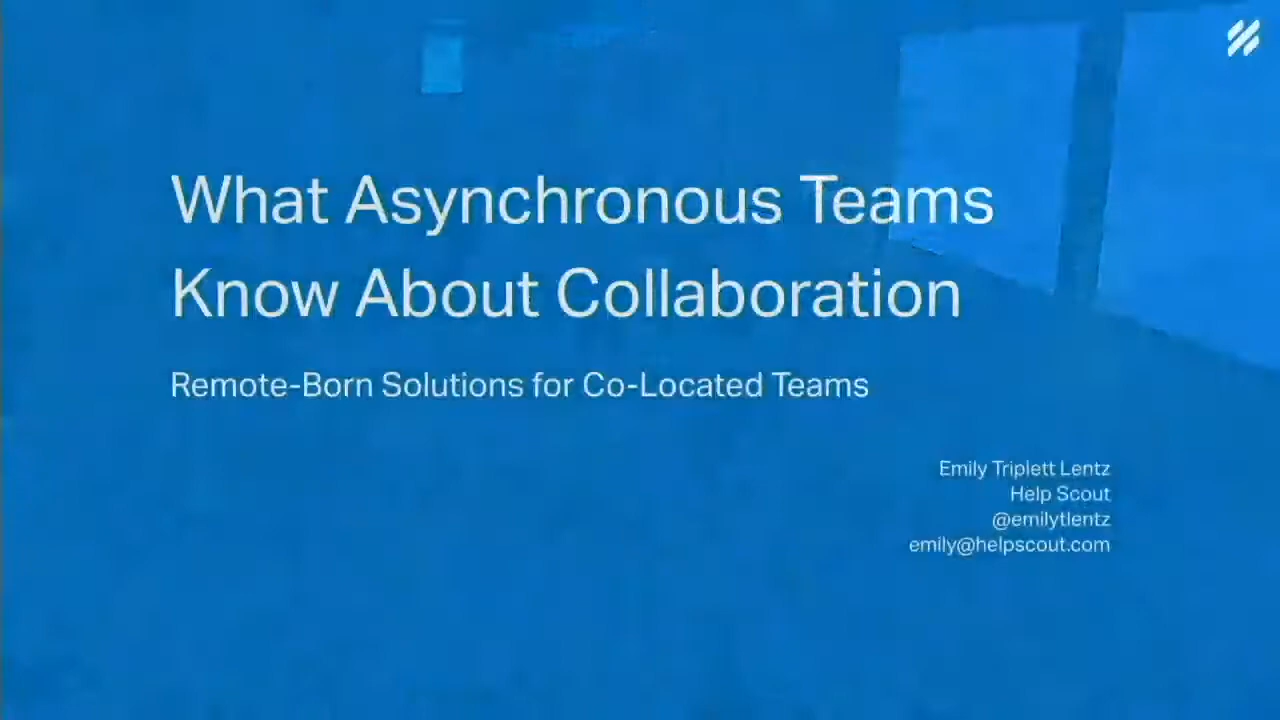 What Asynchronous Teams
Know About Collaboration
Remote-Born Solutions for Co-Located Teams
Emily Triplett Lentz
Help Scout
@emilytlentz
emily@helpscout.com